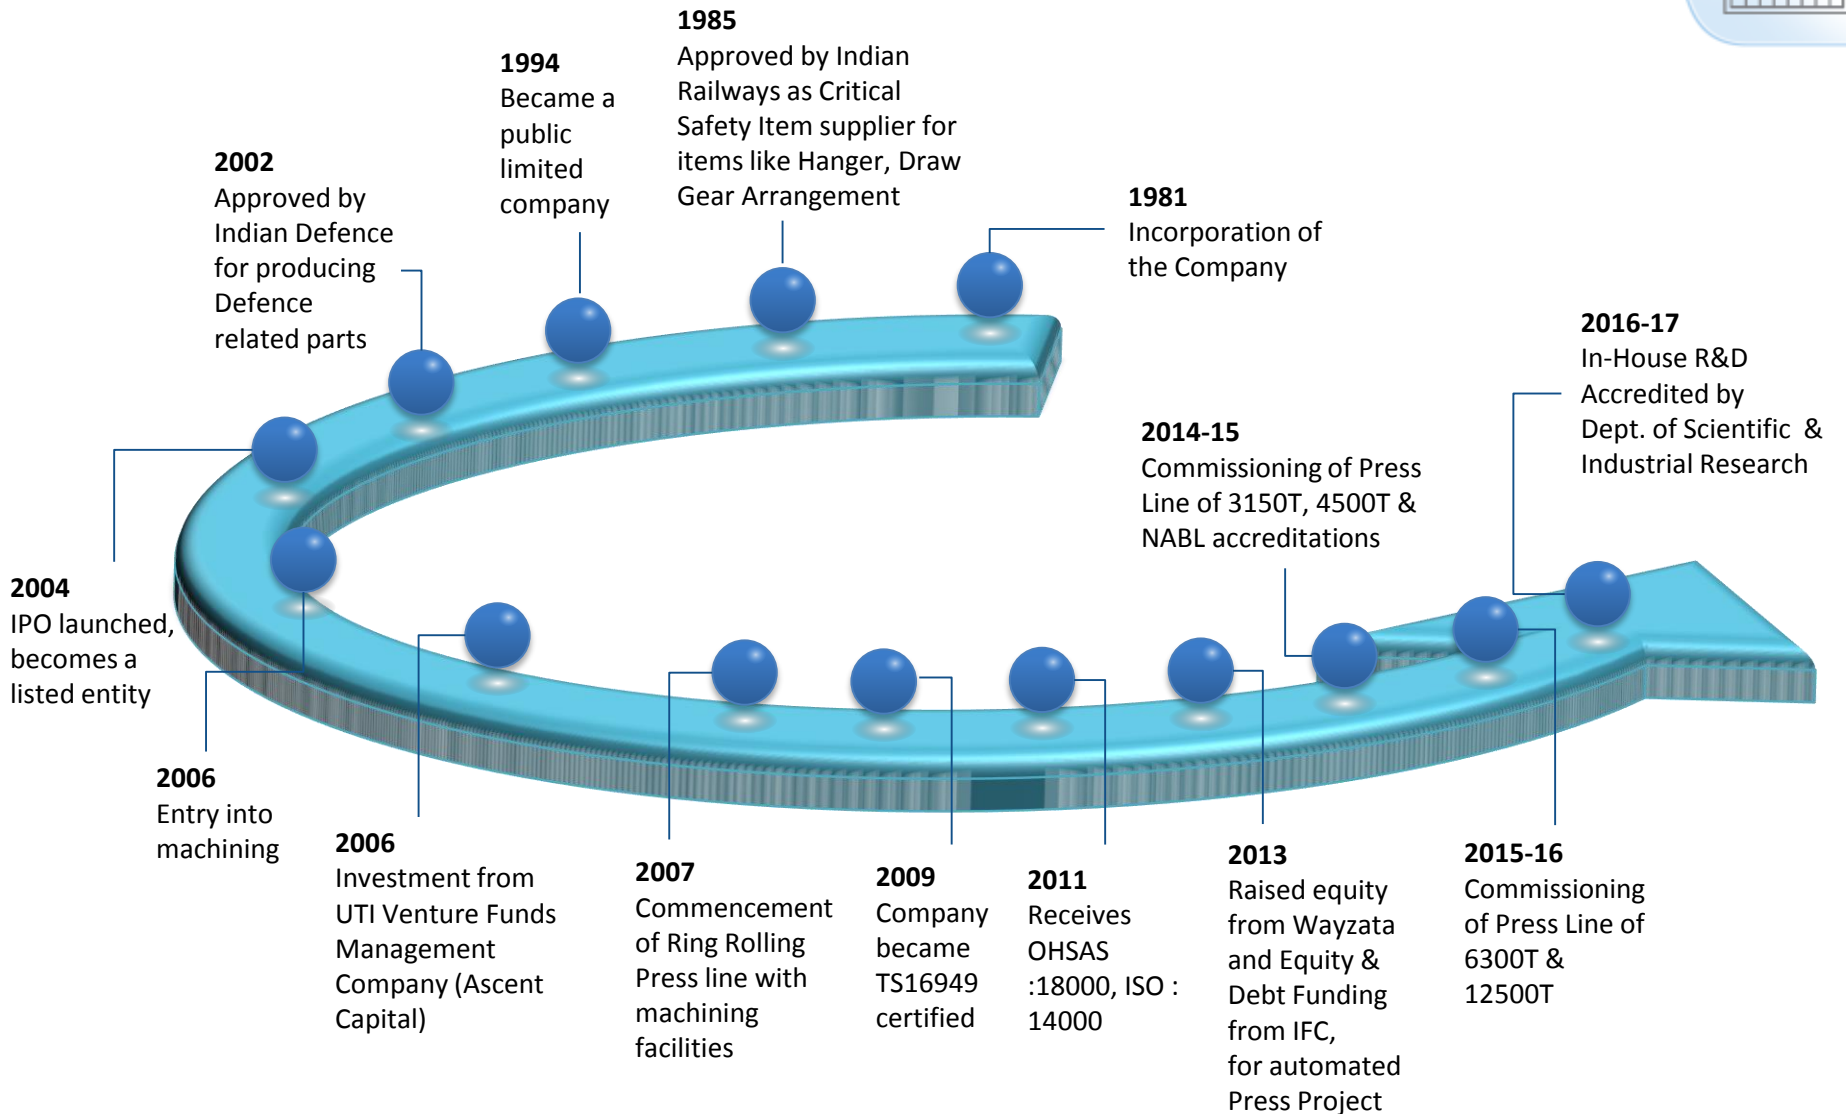 1981
Incorporation of
the Company
1985
Approved by Indian
Railways as Critical
Safety Item supplier for
items like Hanger, Draw
Gear Arrangement
1994
Became a
public
limited
company
2002
Approved by
Indian Defence
for producing
Defence
related parts
2004
IPO launched,
becomes a
listed entity
2006
Entry into
machining
2006
Investment from
UTI Venture Funds
Management
Company (Ascent
Capital)
2007
Commencement
of Ring Rolling
Press line with
machining
facilities
2009
Company
became
TS16949
certified
2011
Receives
OHSAS
:18000, ISO :
14000
2013
Raised equity
from Wayzata
and Equity &
Debt Funding
from IFC,
for automated
Press Project
2014-15
Commissioning of Press
Line of 3150T, 4500T &
NABL accreditations
2015-16
Commissioning
of Press Line of
6300T &
12500T
2016-17
In-House R&D
Accredited by
Dept. of Scientific &
Industrial Research